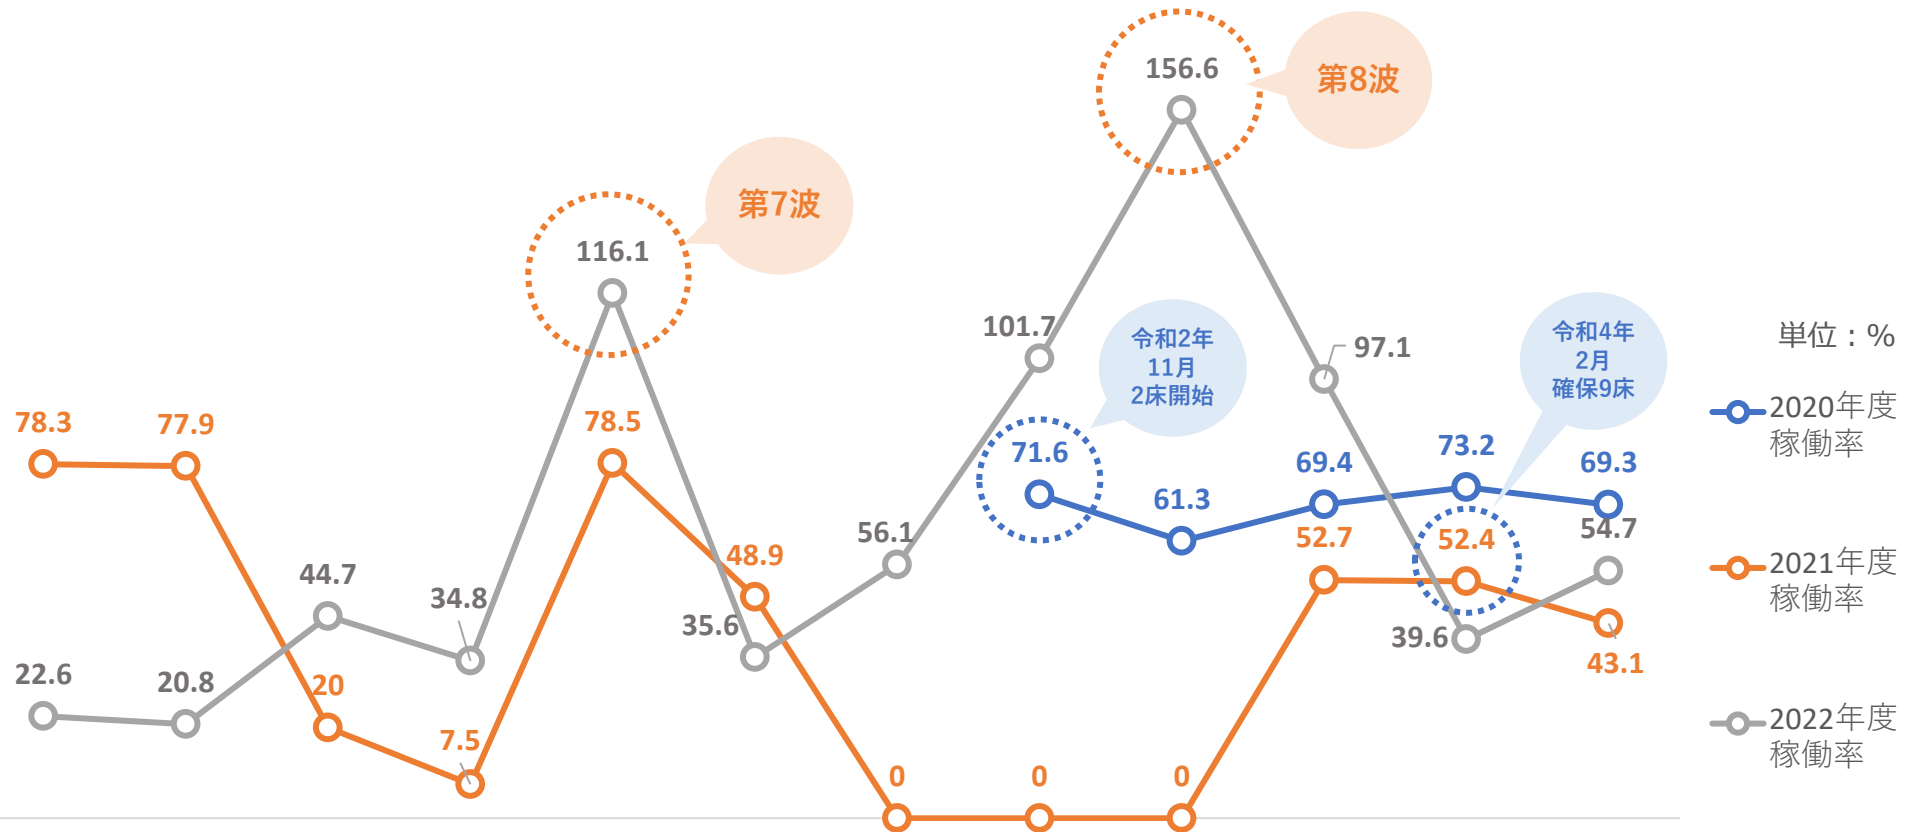 156.6
第8波
第7波
116.1
101.7
令和2年
11月
2床開始
令和4年
2月
確保9床
単位：%
97.1
78.3
77.9
78.5
71.6
61.3
69.4
73.2
69.3
2020年度
稼働率
56.1
48.9
52.7
52.4
54.7
44.7
34.8
35.6
39.6
43.1
2021年度
稼働率
22.6
20.8
20
7.5
0
0
0
2022年度
稼働率